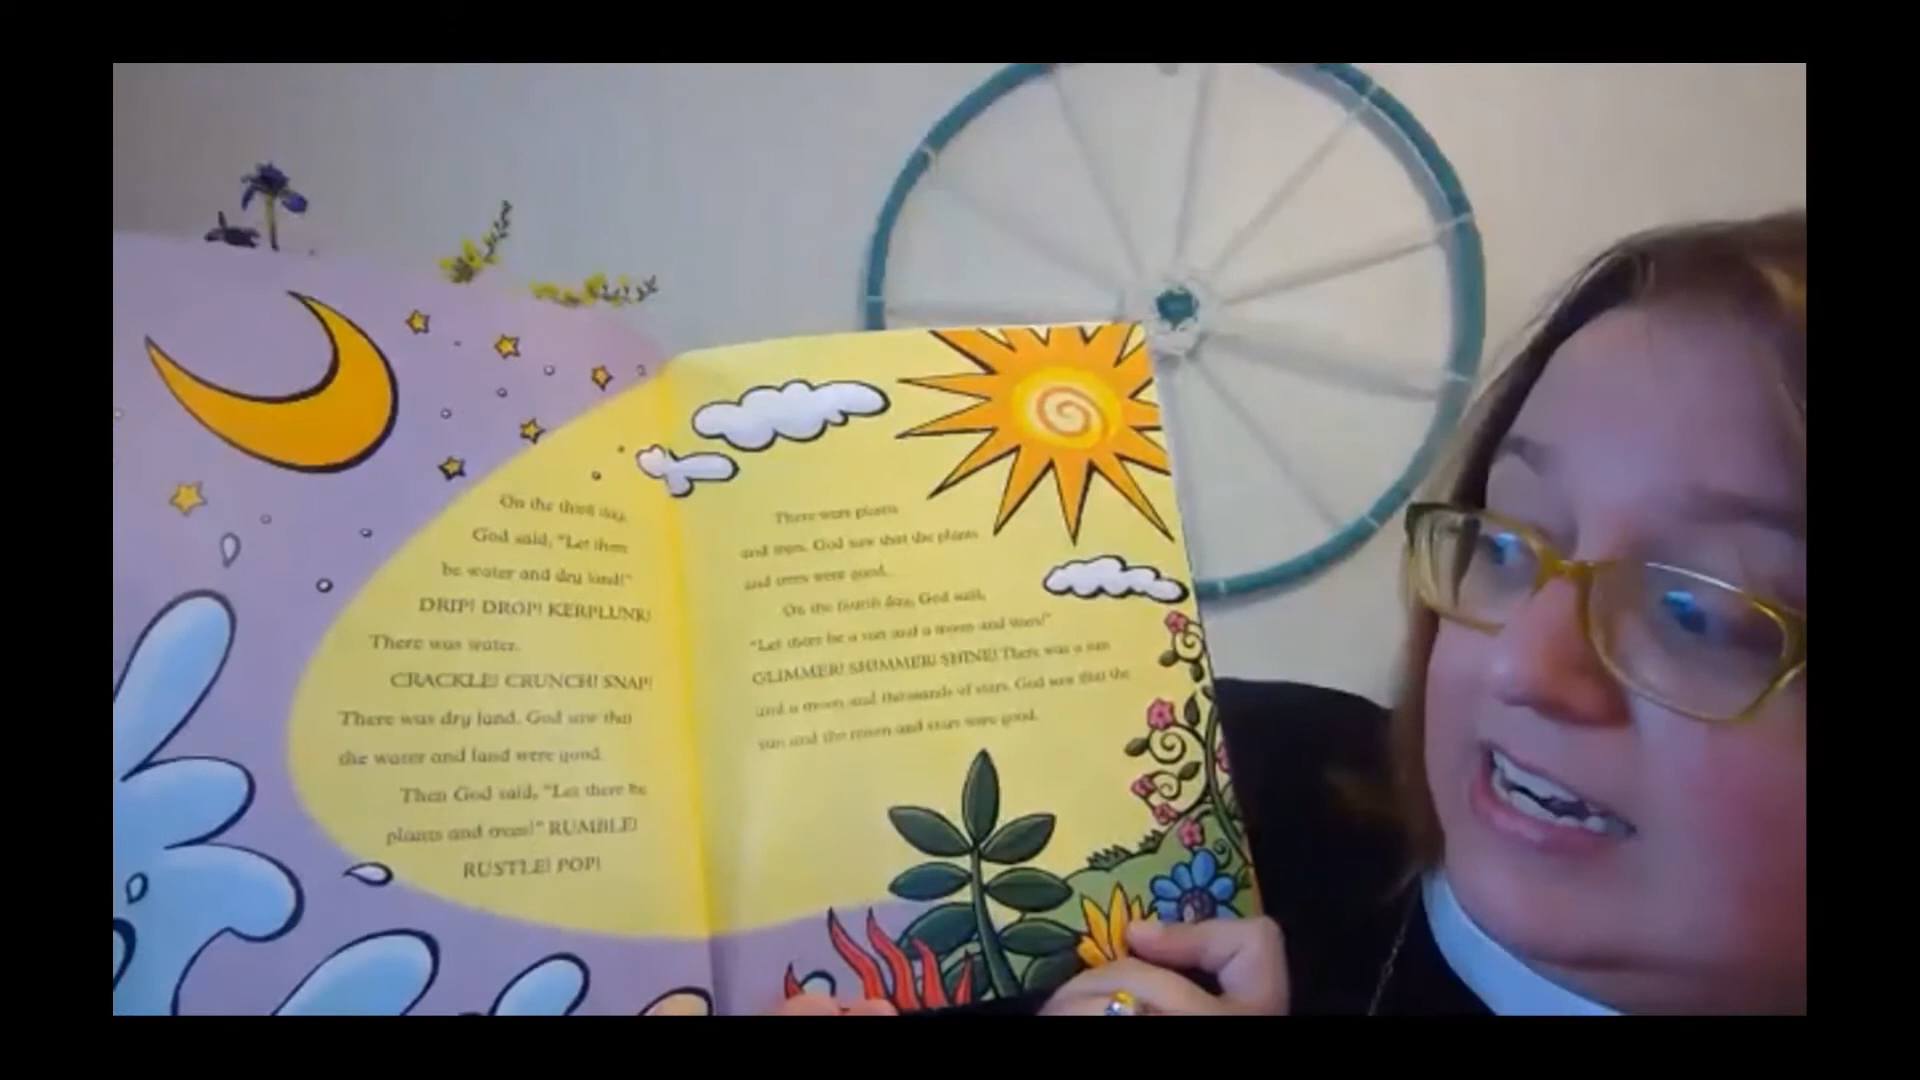 On the third day,
God said, "Let there
be water and dry land!"
DRIP! DROP! KERPLUNK!
There was water.
CRACKLE! CRUNCH! SNAP!
There was dry land. God saw that
the water and land were good.
Then God said, "Let there be
plants and trees!" RUMBLE!
RUSTLE! POP!
There were plants
and trees. God saw that the plants
and trees were good.
On the fourth day, God said,
"Let there be a sun and a moon and stars!"
GLIMMER! SHIMMER! SHINE! There was a sun
and a moon and thousands of stars. God saw that the
sun and the moon and stars were good.